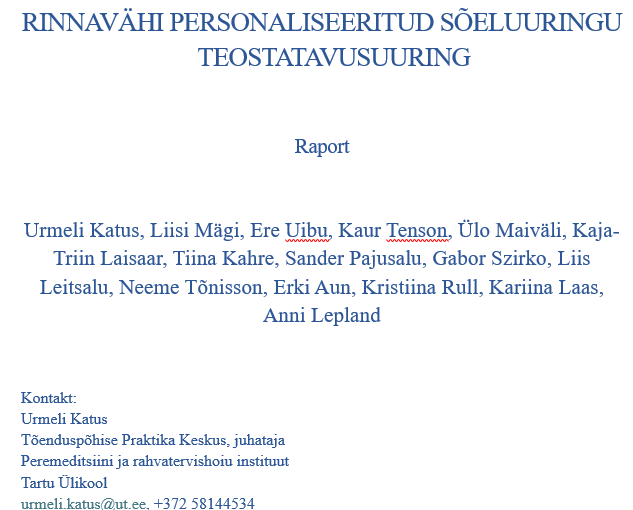 RINNAVÄHI PERSONALISEERITUD SÕELUURINGU
TEOSTATAVUSUURING
Raport
Urmeli Katus, Liisi Mägi, Ere Uibu, Kaur Tenson, Ülo Maiväli, Kaja-
Triin Laisaar, Tiina Kahre, Sander Pajusalu, Gabor Szirko, Liis
Leitsalu, Neeme Tõnisson, Erki Aun, Kristiina Rull, Kariina Laas,
Anni Lepland
Kontakt:
Urmeli Katus
Tõenduspõhise Praktika Keskus, juhataja
Peremeditsiini ja rahvatervishoiu instituut
Tartu Ülikool
urmeli.katus@ut.ee, +372 58144534